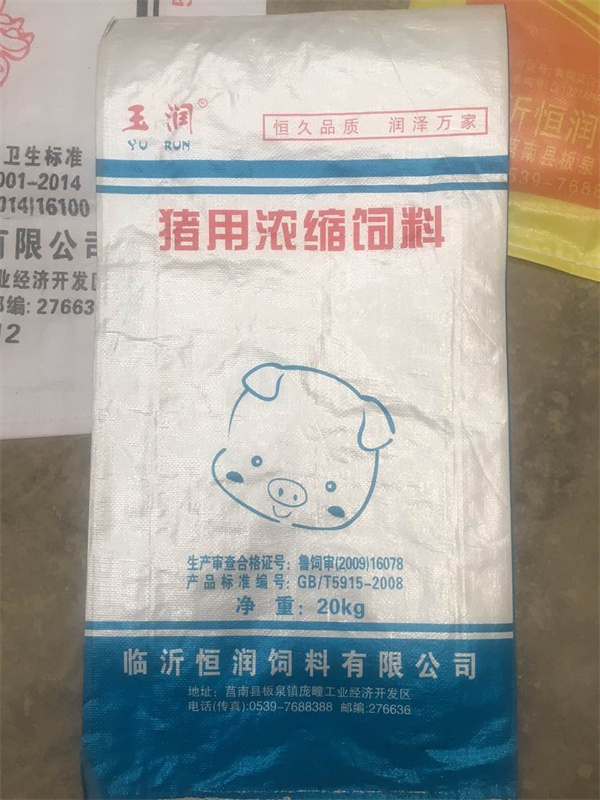 玉润®
YU RUN
恒久品质 润泽万家
猪用浓缩饲料
生产审查合格证号：鲁饲审(2009)16078
产品标准编号：GB/T5915-2008
净 重：20kg
临沂恒润饲料有限公司
地址：莒南县板泉镇庞疃工业经济开发区
电话(传真):0539-7688388 邮编:276636
卫生标准
001-2014
014)16100
有限公司
业经济开发区
邮编: 27663
12
沂恒润
莒南县板泉
0539-7688